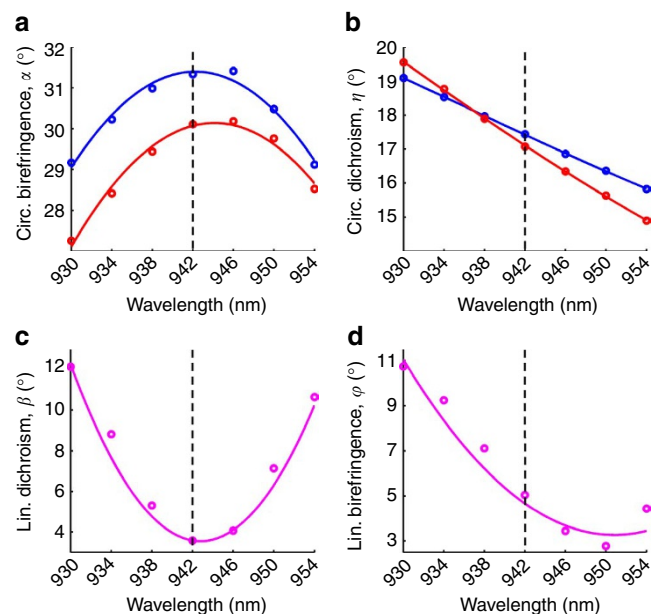 a
Circ. birefringence, α (°)
32
31
30
29
28
930 934 938 942 946 950 954
Wavelength (nm)
b
Circ. dichroism, η (°)
20
19
18
17
16
15
930 934 938 942 946 950 954
Wavelength (nm)
c
Lin. dichroism, β (°)
12
10
8
6
4
930 934 938 942 946 950 954
Wavelength (nm)
d
Lin. birefringence, φ (°)
11
9
7
5
3
930 934 938 942 946 950 954
Wavelength (nm)